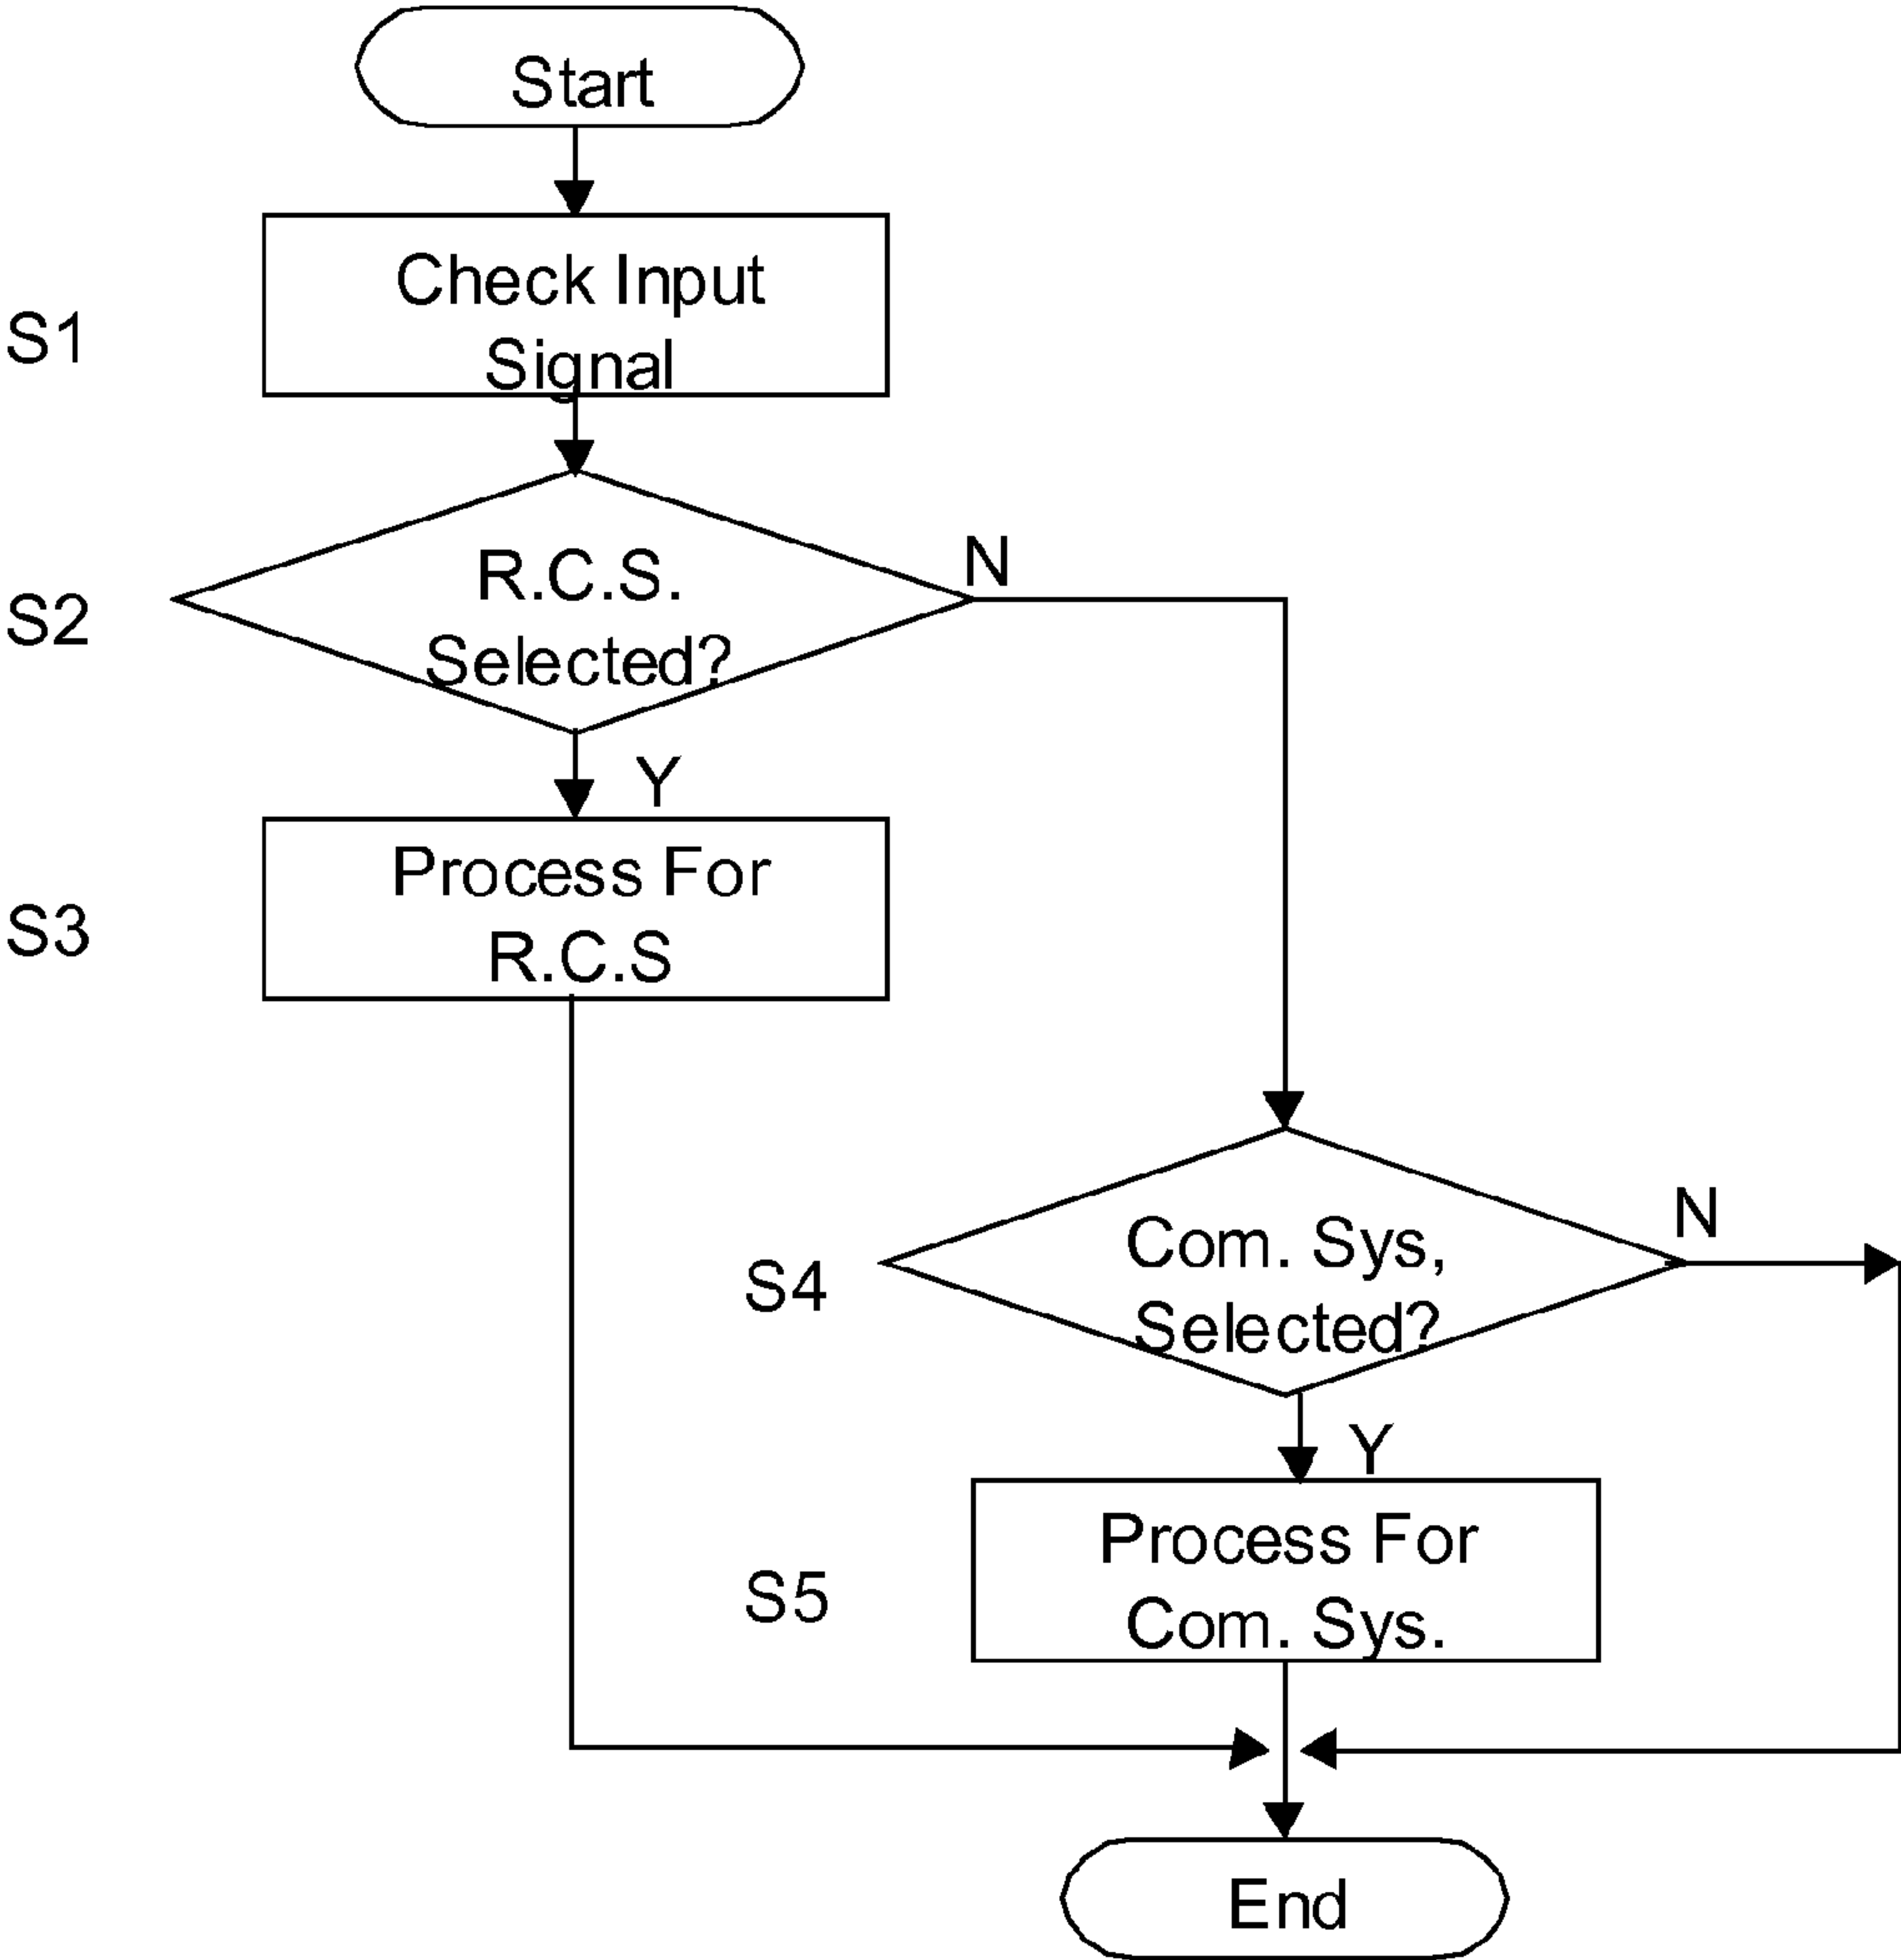 Start
Check Input
Signal
S1
R.C.S.
Selected?
N
S2
Y
Process For
R.C.S
S3
Com. Sys,
Selected?
N
S4
Y
Process For
Com. Sys.
S5
End